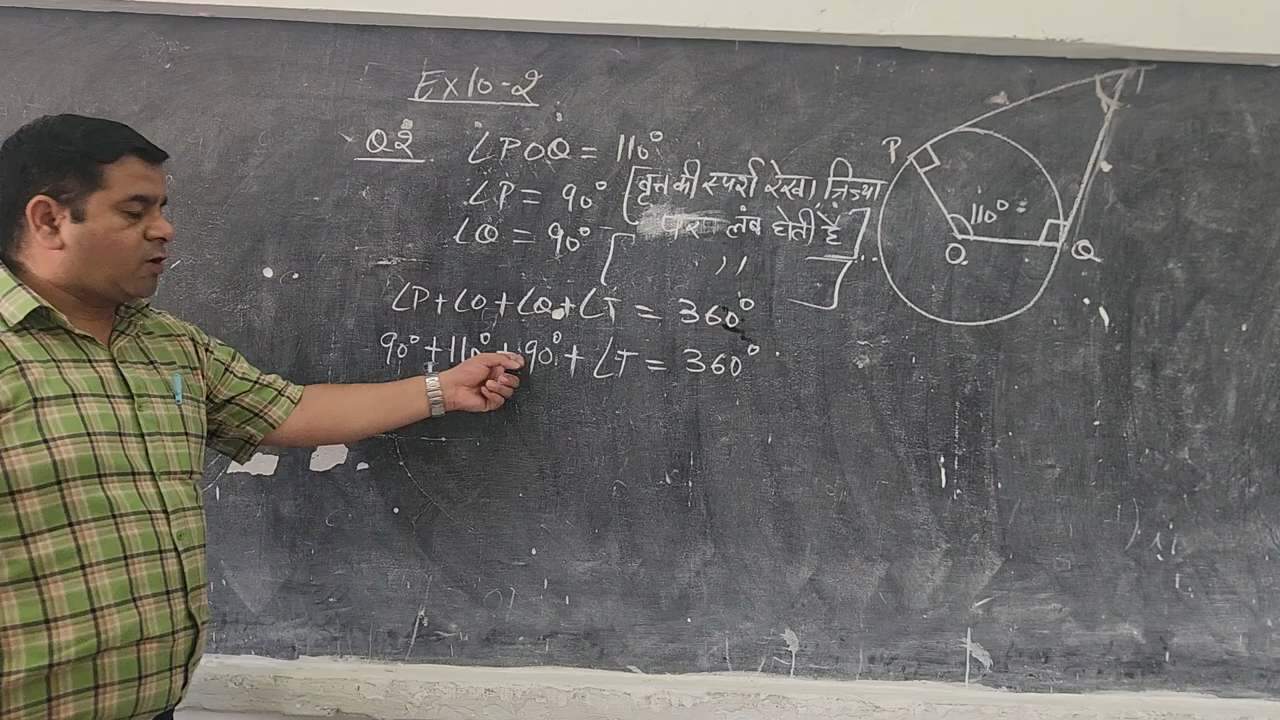 Ex 10-2
Q2 ∠POQ = 110°
∠P = 90° [वृत्त की स्पर्श रेखा, त्रिज्या
पर लंब होती है]
∠Q = 90° [ ,, ]
∠P+∠O+∠Q+∠T = 360°
90°+110°+90°+∠T = 360°
P
110°
O
Q